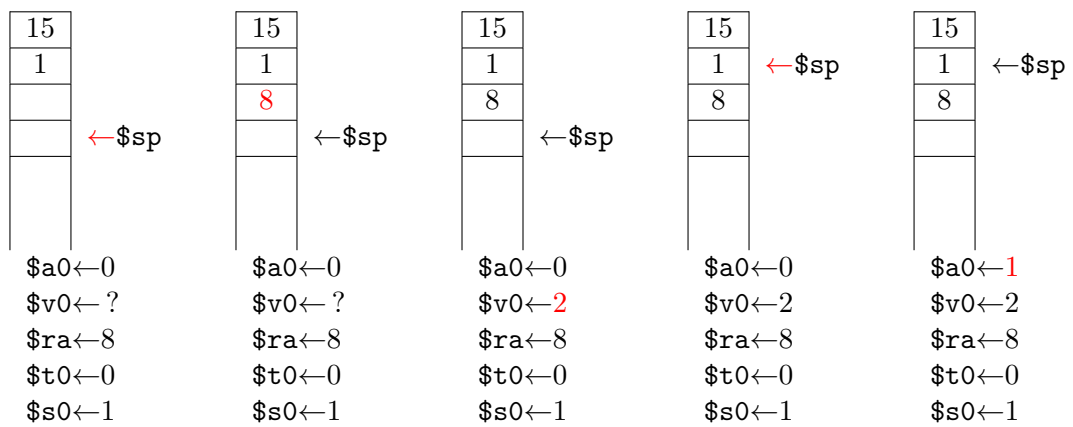 15 15 15 15 15
1 1 1 1 ←$sp 1 ←$sp
8 8 8 8
←$sp ←$sp ←$sp
$a0←0 $a0←0 $a0←0 $a0←0 $a0←1
$v0←? $v0←? $v0←2 $v0←2 $v0←2
$ra←8 $ra←8 $ra←8 $ra←8 $ra←8
$t0←0 $t0←0 $t0←0 $t0←0 $t0←0
$s0←1 $s0←1 $s0←1 $s0←1 $s0←1